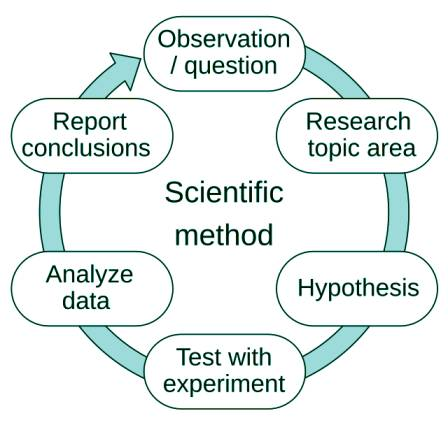 Observation
/ question
Research
topic area
Hypothesis
Test with
experiment
Analyze
data
Report
conclusions
Scientific
method